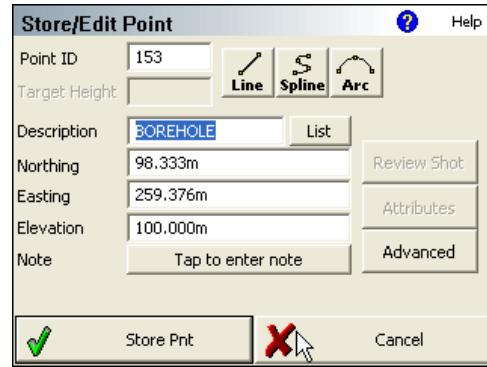 Store/Edit Point Help
Point ID 153
Target Height
Line Spline Arc
Description BOREHOLE List
Northing 98.333m Review Shot
Easting 259.376m Attributes
Elevation 100.000m
Note Tap to enter note Advanced
Store Pnt Cancel